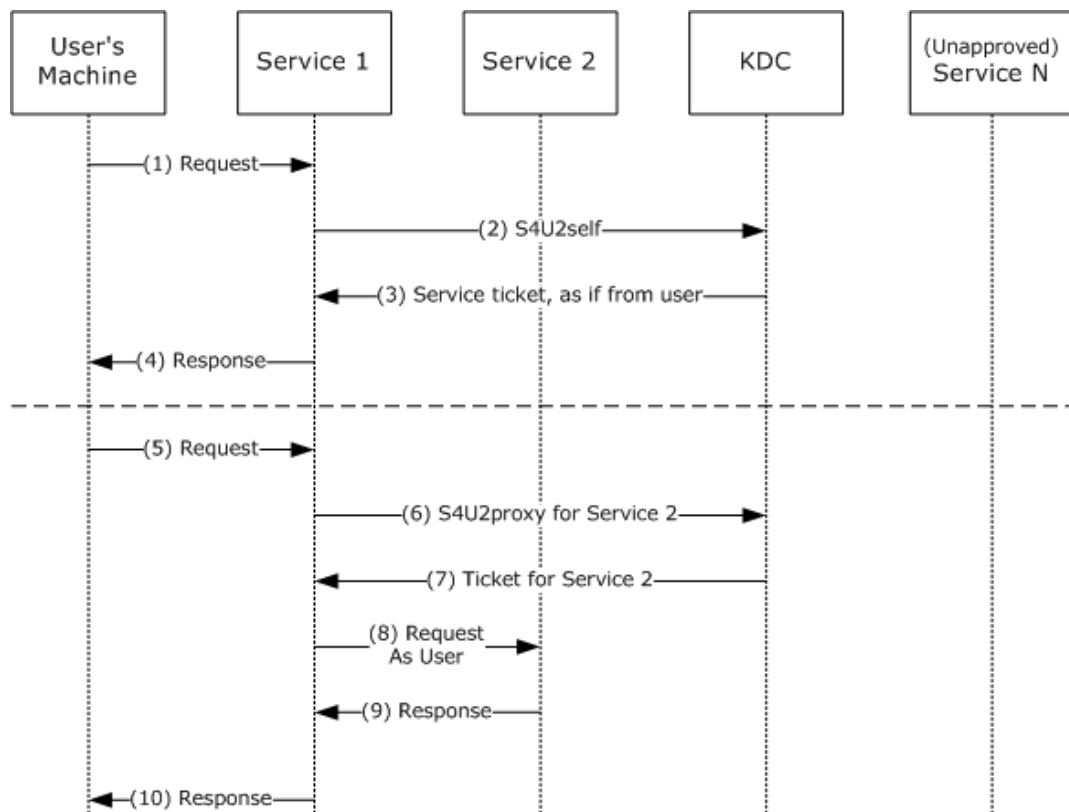 User's
Machine
Service 1
Service 2
KDC
(Unapproved)
Service N
(1) Request
(2) S4U2self
(3) Service ticket, as if from user
(4) Response
(5) Request
(6) S4U2proxy for Service 2
(7) Ticket for Service 2
(8) Request
As User
(9) Response
(10) Response